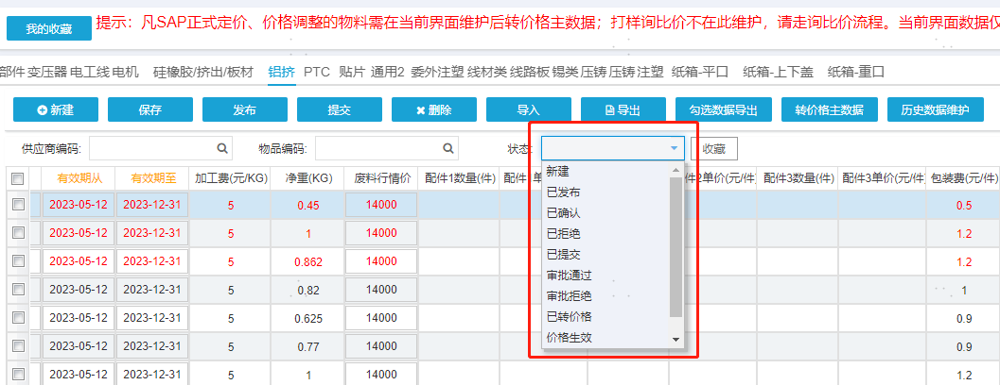 我的收藏 提示：凡SAP正式定价、价格调整的物料需在当前界面维护后转价格主数据；打样询比价不在此维护，请走询比价流程。当前界面数据仅
部件 变压器 电工线 电机 硅橡胶/挤出/板材 铝挤 PTC 贴片 通用2 委外注塑 线材类 线路板 锡类 压铸 压铸 注塑 纸箱-平口 纸箱-上下盖 纸箱-重口
新建 保存 发布 提交 删除 导入 导出 勾选数据导出 转价格主数据 历史数据维护
供应商编码: 物品编码: 状态: 收藏
有效期从 有效期至 加工费(元/KG) 净重(KG) 废料行情价 配件1数量(件) 配件 件2单价(元/件 配件3数量(件) 配件3单价(元/件 包装费(元/件)
新建
已发布
已确认
已拒绝
已提交
审批通过
审批拒绝
已转价格
价格生效
2023-05-12 2023-12-31 5 0.45 14000 0.5
2023-05-12 2023-12-31 5 1 14000 1.2
2023-05-12 2023-12-31 5 0.862 14000 1.2
2023-05-12 2023-12-31 5 0.82 14000 1
2023-05-12 2023-12-31 5 0.625 14000 0.9
2023-05-12 2023-12-31 5 0.77 14000 0.9
2023-05-12 2023-12-31 5 1 14000 1.2